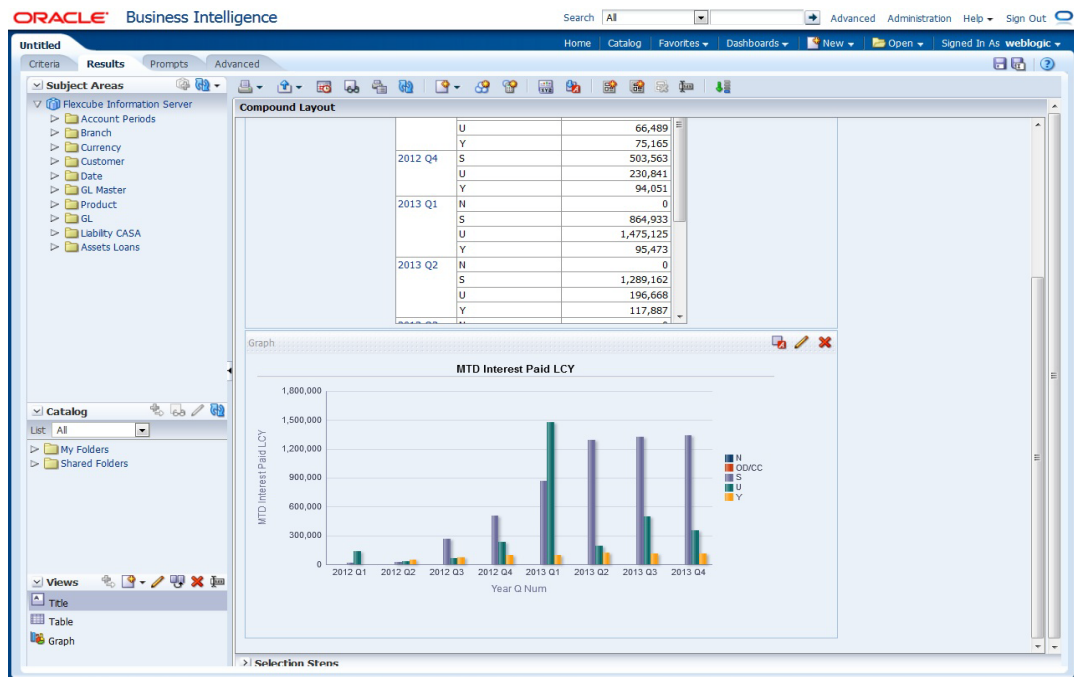 ORACLE Business Intelligence
Search All Advanced Administration Help Sign Out
Untitled
Home Catalog Favorites Dashboards New Open Signed In As weblogic
Criteria Results Prompts Advanced
Subject Areas
Flexcube Information Server
Account Periods
Branch
Currency
Customer
Date
GL Master
Product
GL
Liability CASA
Assets Loans
Catalog
List All
My Folders
Shared Folders
Views
Title
Table
Graph
Compound Layout
U 66,489
Y 75,165
2012 Q4 S 503,563
U 230,841
Y 94,051
2013 Q1 N 0
S 864,933
U 1,475,125
Y 95,473
2013 Q2 N 0
S 1,289,162
U 196,668
Y 117,887
Graph
MTD Interest Paid LCY
MTD Interest Paid LCY
1,800,000
1,500,000
1,200,000
900,000
600,000
300,000
0
2012 Q1 2012 Q2 2012 Q3 2012 Q4 2013 Q1 2013 Q2 2013 Q3 2013 Q4
Year Q Num
N
OD/CC
S
U
Y
Selection Steps